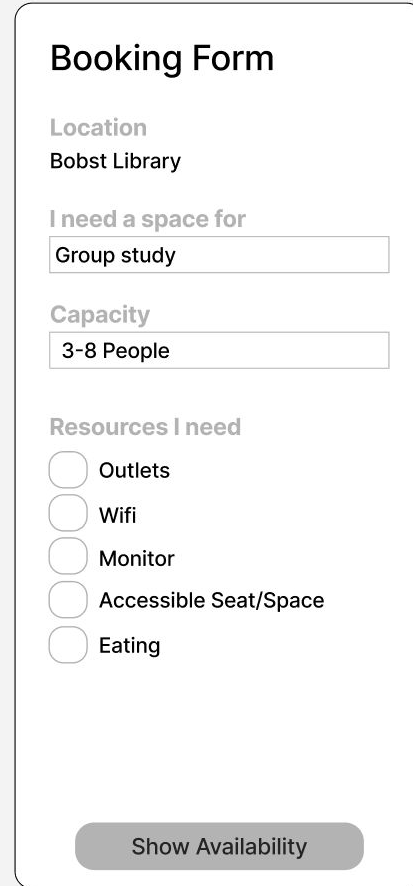 Booking Form
Location
Bobst Library
I need a space for
Group study
Capacity
3-8 People
Resources I need
Outlets
Wifi
Monitor
Accessible Seat/Space
Eating
Show Availability